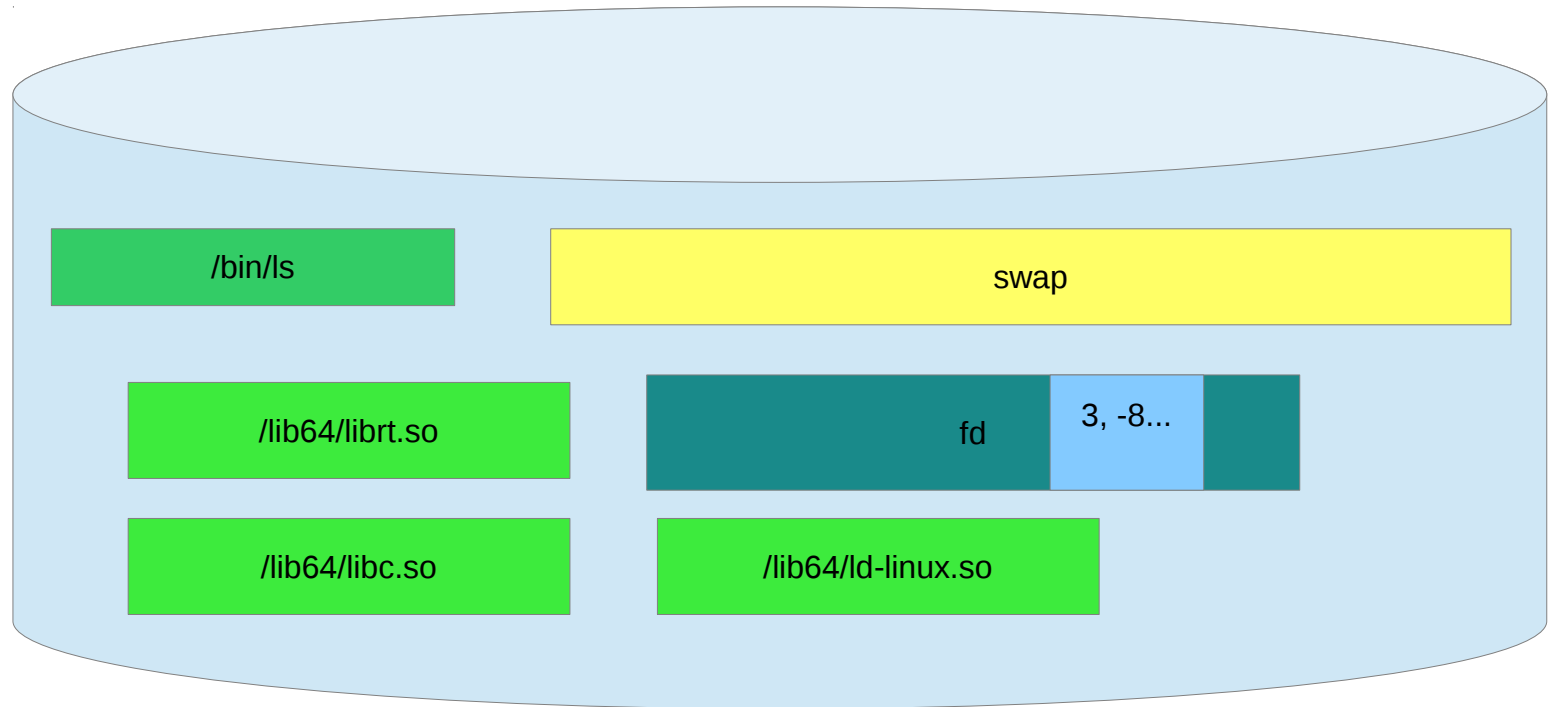 /bin/ls
swap
/lib64/librt.so
fd
3, -8...
/lib64/libc.so
/lib64/ld-linux.so